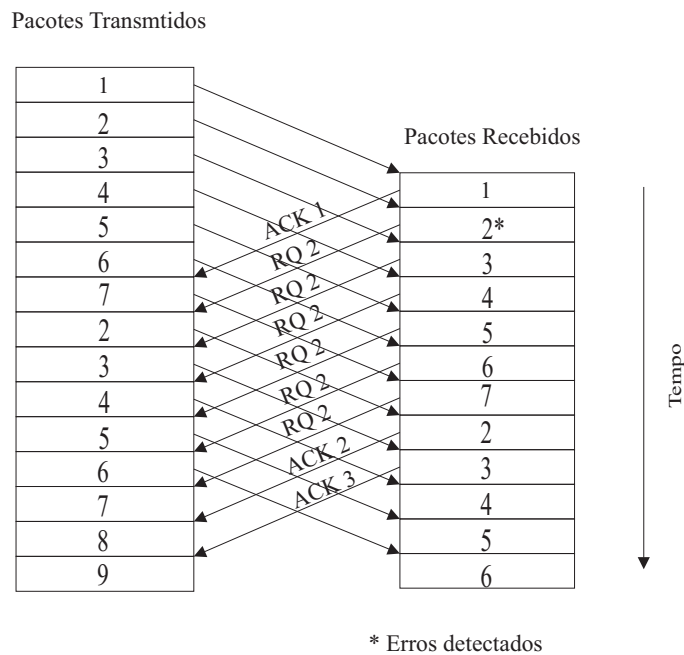 Pacotes Transmtidos
Pacotes Recebidos
1
2
3
4
5
6
7
2
3
4
5
6
7
8
9
ACK 1
RQ 2
RQ 2
RQ 2
RQ 2
RQ 2
RQ 2
ACK 2
ACK 3
1
2*
3
4
5
6
7
2
3
4
5
6
Tempo
* Erros detectados